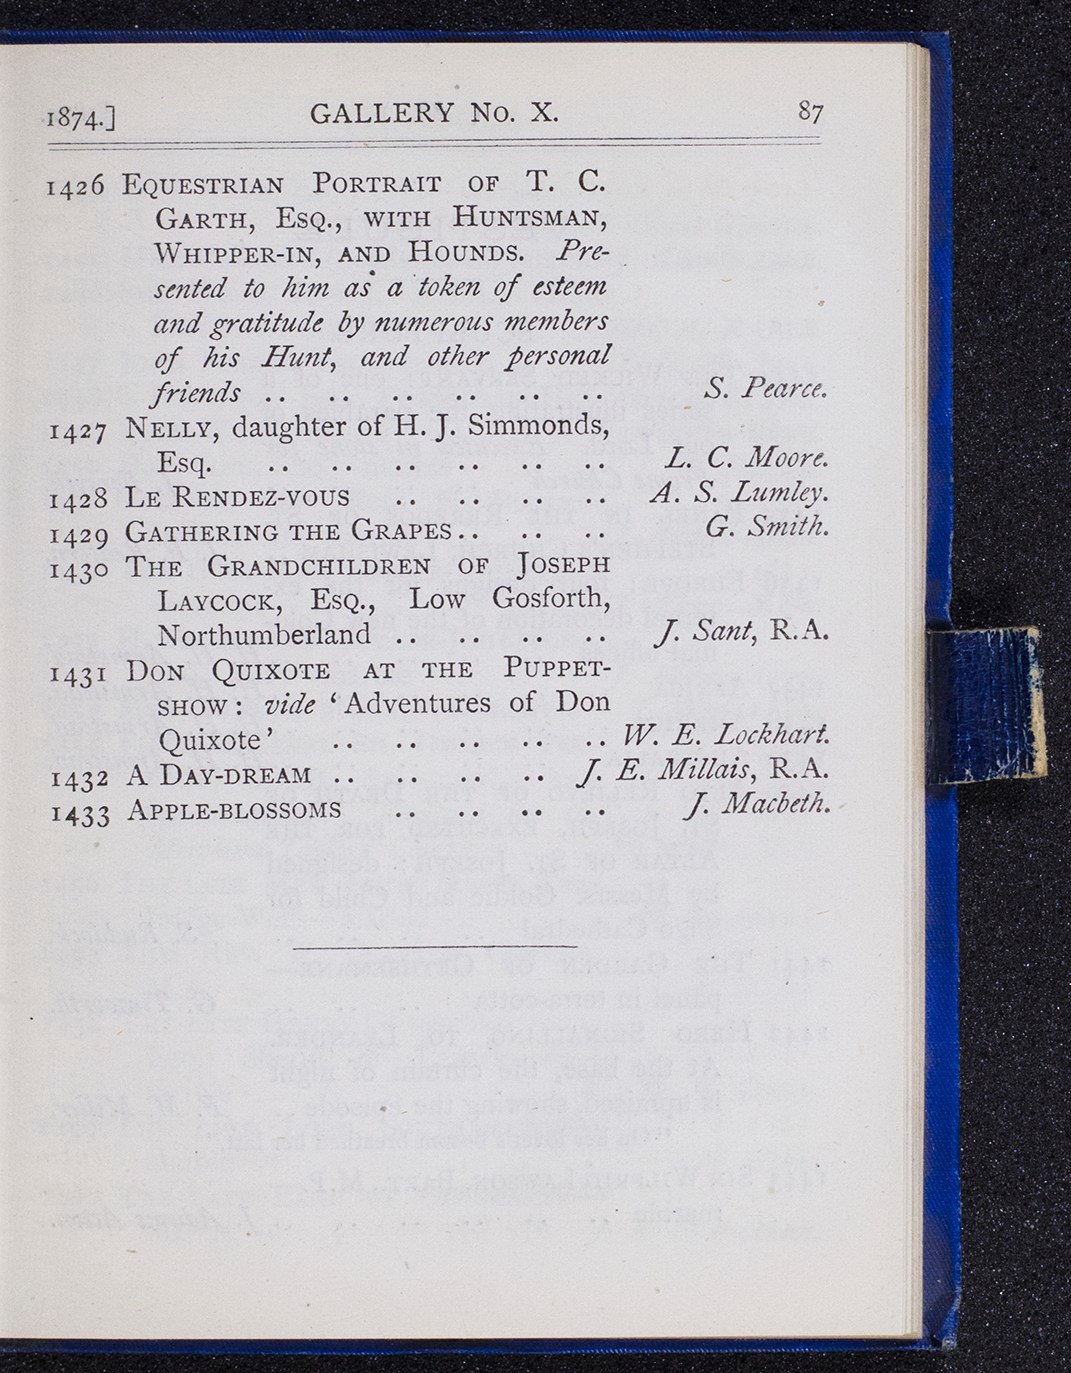 1874.] GALLERY No. X. 87
1426 EQUESTRIAN PORTRAIT OF T. C.
GARTH, ESQ., WITH HUNTSMAN,
WHIPPER-IN, AND HOUNDS. Pre-
sented to him as a token of esteem
and gratitude by numerous members
of his Hunt, and other personal
friends .. .. .. .. .. .. S. Pearce.
1427 NELLY, daughter of H. J. Simmonds,
Esq. .. .. .. .. .. .. L. C. Moore.
1428 LE RENDEZ-VOUS .. .. .. .. A. S. Lumley.
1429 GATHERING THE GRAPES .. .. .. G. Smith.
1430 THE GRANDCHILDREN OF JOSEPH
LAYCOCK, ESQ., Low Gosforth,
Northumberland .. .. .. .. J. Sant, R.A.
1431 DON QUIXOTE AT THE PUPPET-
SHOW: vide ‘Adventures of Don
Quixote’ .. .. .. .. .. W. E. Lockhart.
1432 A DAY-DREAM .. .. .. .. J. E. Millais, R.A.
1433 APPLE-BLOSSOMS .. .. .. .. J. Macbeth.